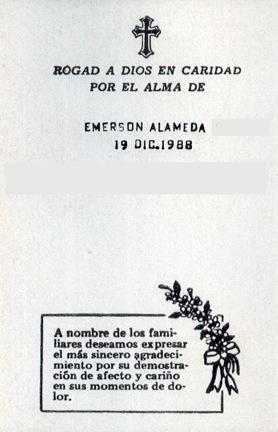 ROGAD A DIOS EN CARIDAD
POR EL ALMA DE
EMERSON ALAMEDA
19 DIC.1988
A nombre de los fami-
liares deseamos expresar
el más sincero agradeci-
miento por su demostra-
ción de afecto y cariño
en sus momentos de do-
lor.